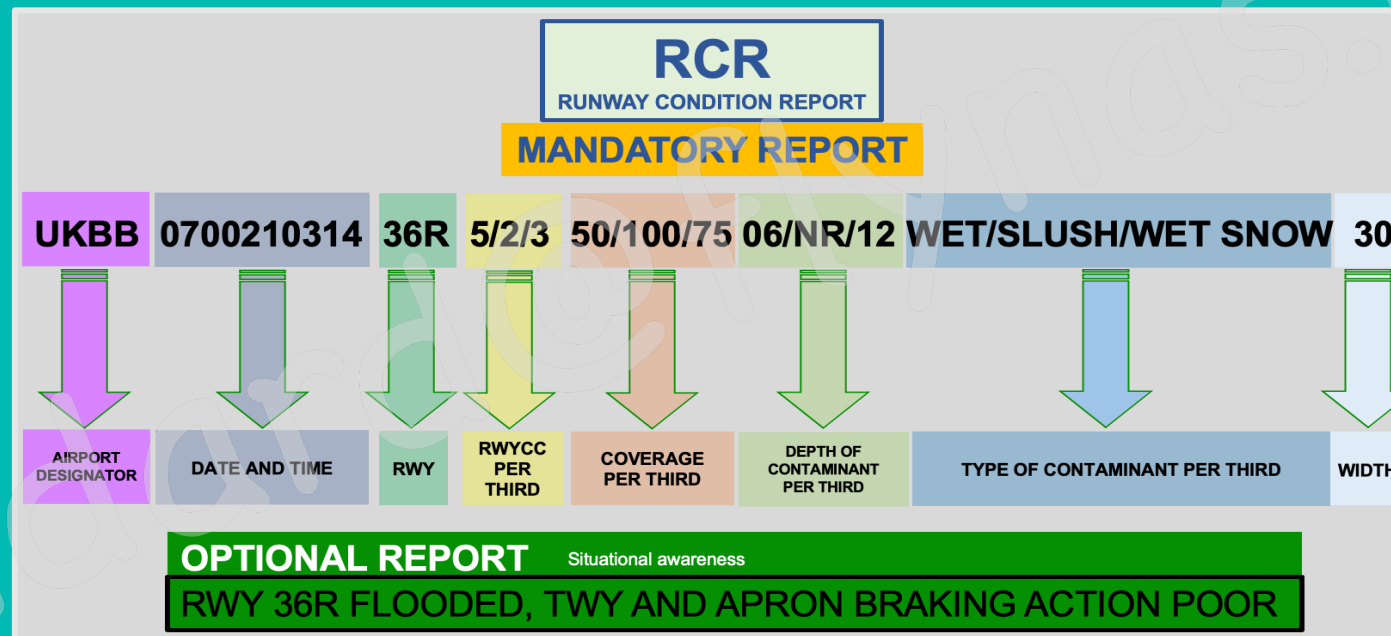 RCR
RUNWAY CONDITION REPORT
MANDATORY REPORT
UKBB 0700210314 36R 5/2/3 50/100/75 06/NR/12 WET/SLUSH/WET SNOW 30
AIRPORT DESIGNATOR
DATE AND TIME
RWY
RWYCC PER THIRD
COVERAGE PER THIRD
DEPTH OF CONTAMINANT PER THIRD
TYPE OF CONTAMINANT PER THIRD
WIDTH
OPTIONAL REPORT Situational awareness
RWY 36R FLOODED, TWY AND APRON BRAKING ACTION POOR